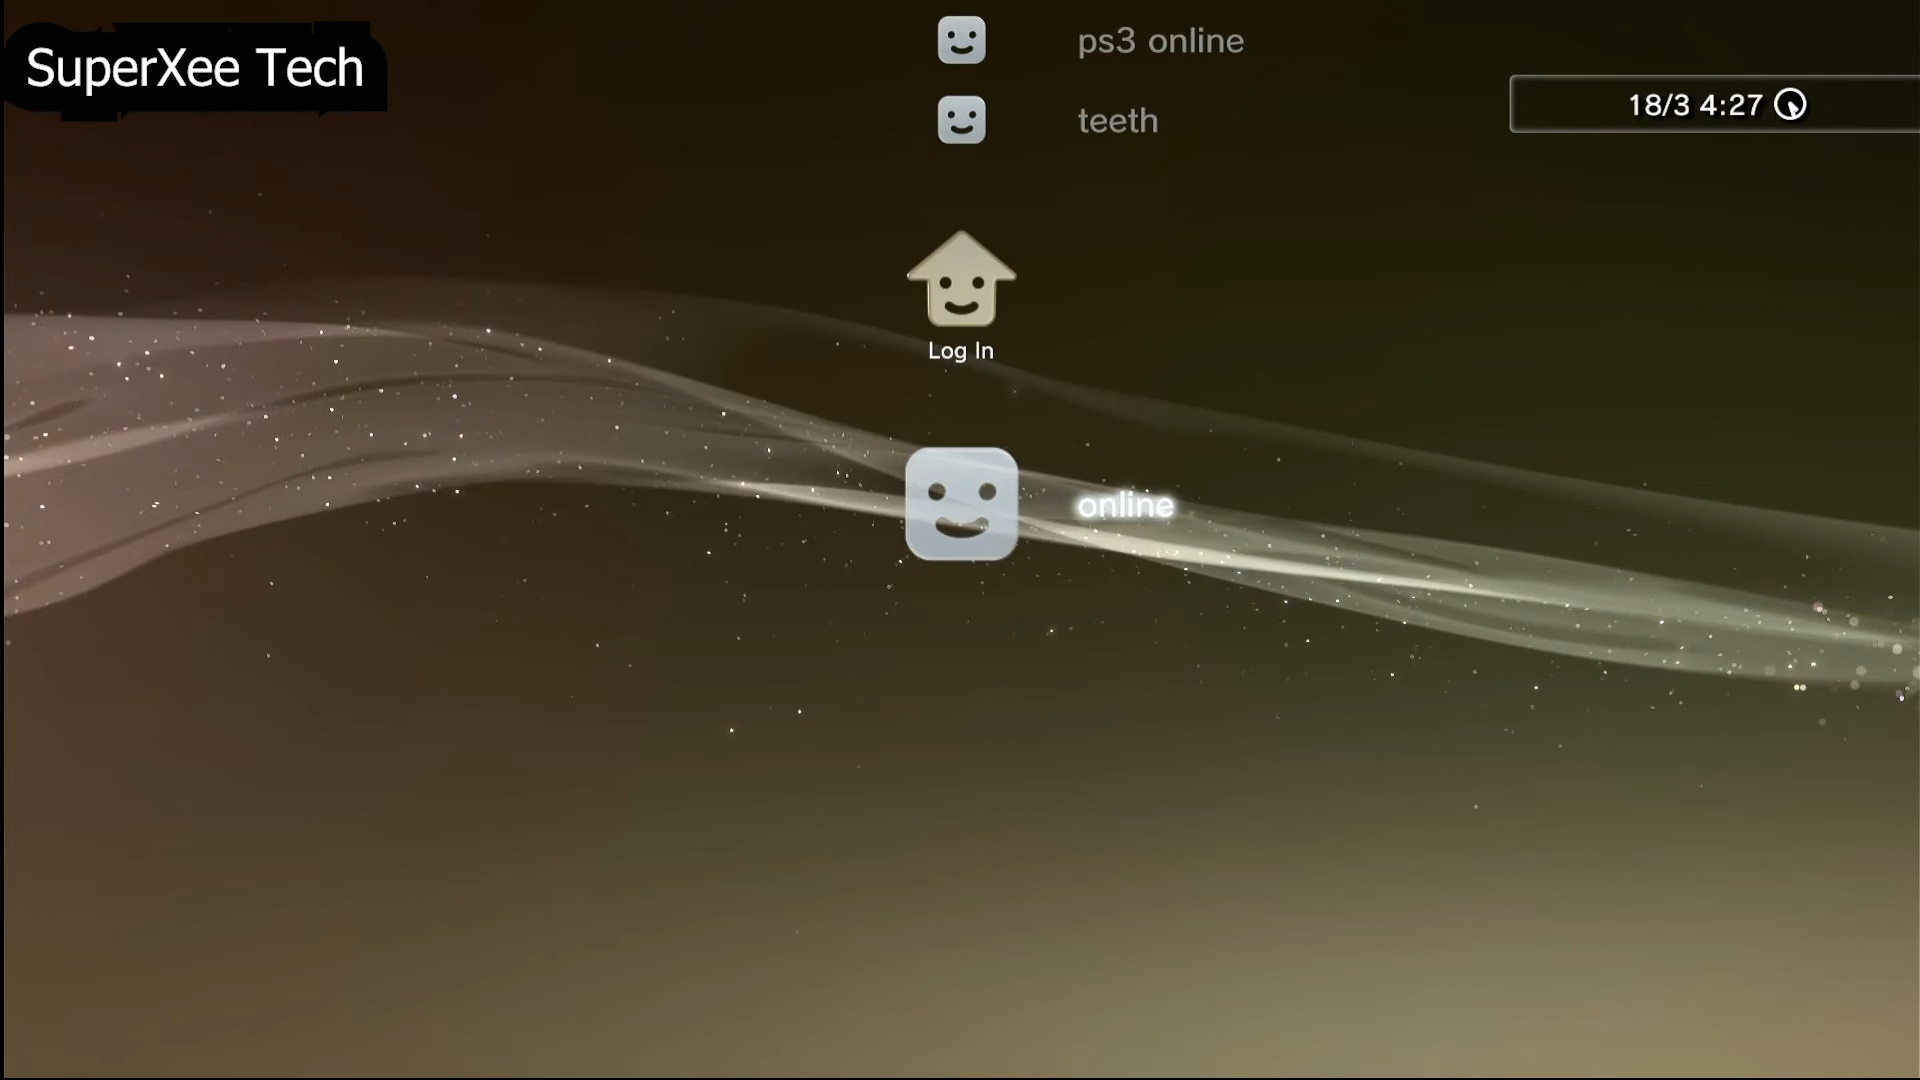 SuperXee Tech
ps3 online
teeth
18/3 4:27
Log In
online